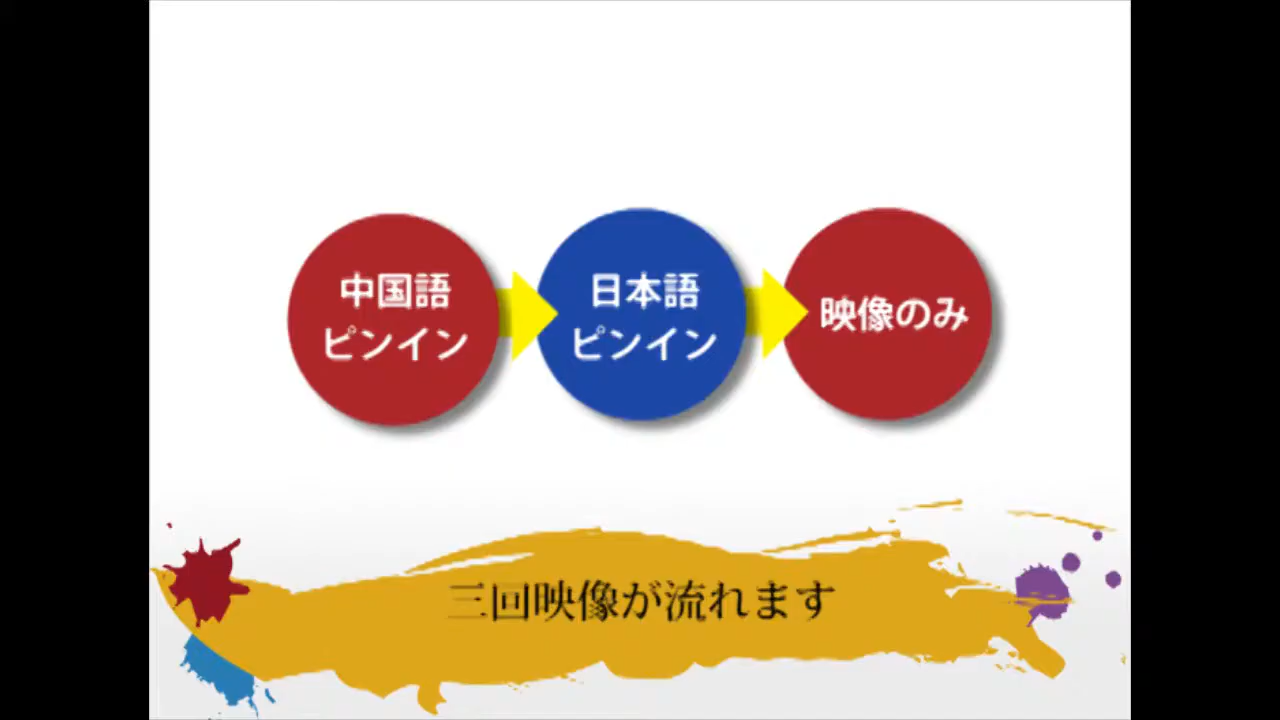 中国語
ピンイン
日本語
ピンイン
映像のみ
三回映像が流れます